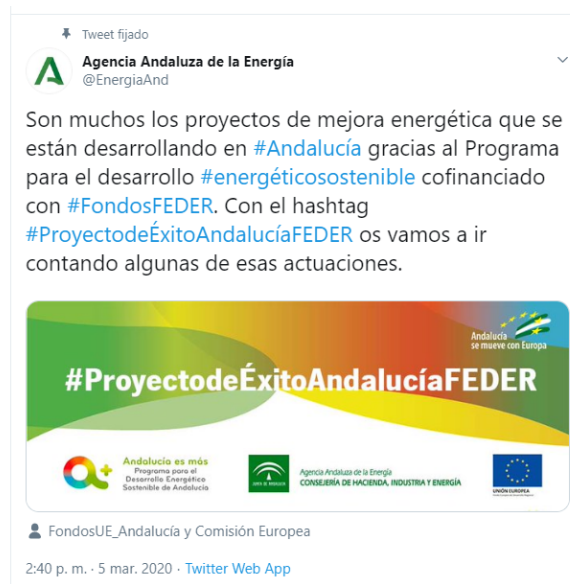 Tweet fijado
Agencia Andaluza de la Energía
@EnergiaAnd
Son muchos los proyectos de mejora energética que se
están desarrollando en #Andalucía gracias al Programa
para el desarrollo #energéticosostenible cofinanciado
con #FondosFEDER. Con el hashtag
#ProyectodeÉxitoAndalucíaFEDER os vamos a ir
contando algunas de esas actuaciones.
Andalucía
se mueve con Europa
#ProyectodeÉxitoAndalucíaFEDER
Andalucía es más
Programa para el
Desarrollo Energético
Sostenible de Andalucía
JUNTA DE ANDALUCIA
Agencia Andaluza de la Energía
CONSEJERÍA DE HACIENDA, INDUSTRIA Y ENERGÍA
UNIÓN EUROPEA
FondosUE_Andalucía y Comisión Europea
2:40 p. m. · 5 mar. 2020 · Twitter Web App